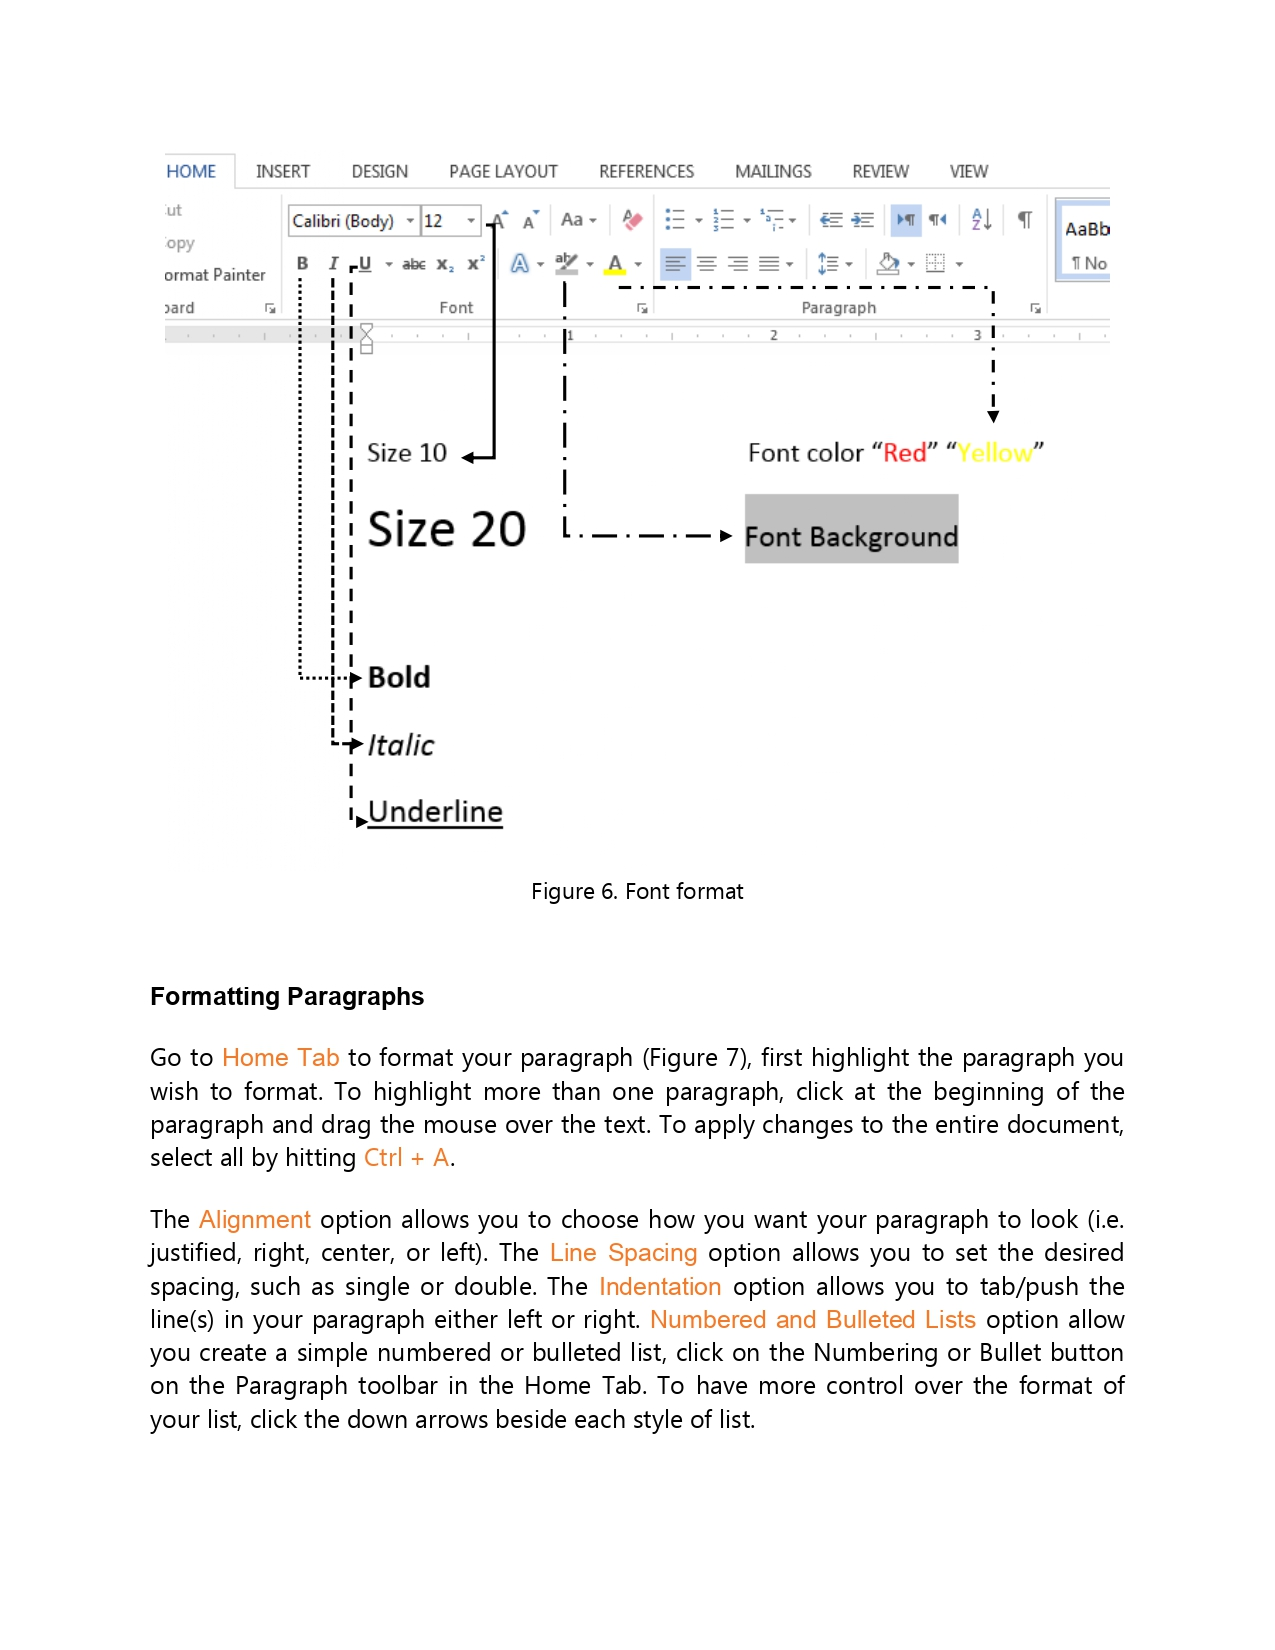 HOME INSERT DESIGN PAGE LAYOUT REFERENCES MAILINGS REVIEW VIEW
Calibri (Body) 12 Aa AaBb
opy
B I U abc x₂ x² A ab A ¶ No
ormat Painter
Font Paragraph
1 2 3
Size 10 Font color “Red” “Yellow”
Size 20 Font Background
Bold
Italic
Underline
Figure 6. Font format
Formatting Paragraphs
Go to Home Tab to format your paragraph (Figure 7), first highlight the paragraph you
wish to format. To highlight more than one paragraph, click at the beginning of the
paragraph and drag the mouse over the text. To apply changes to the entire document,
select all by hitting Ctrl + A.
The Alignment option allows you to choose how you want your paragraph to look (i.e.
justified, right, center, or left). The Line Spacing option allows you to set the desired
spacing, such as single or double. The Indentation option allows you to tab/push the
line(s) in your paragraph either left or right. Numbered and Bulleted Lists option allow
you create a simple numbered or bulleted list, click on the Numbering or Bullet button
on the Paragraph toolbar in the Home Tab. To have more control over the format of
your list, click the down arrows beside each style of list.